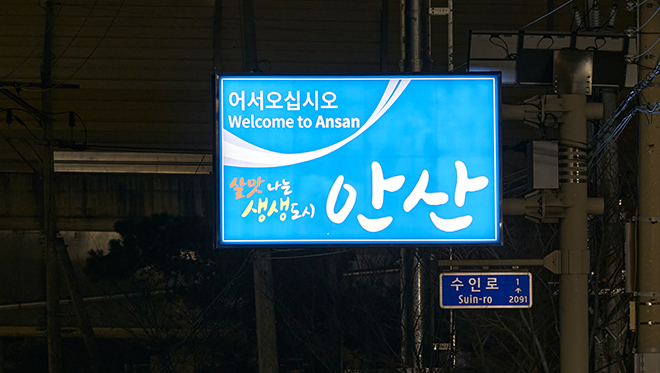 어서오십시오
Welcome to Ansan
살맛 나는
생생도시
안산
수인로 1
Suin-ro 2091